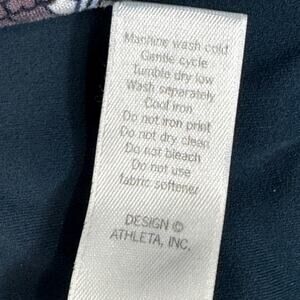 Machine wash cold
Gentle cycle
Tumble dry low
Wash separately
Cool iron
Do not iron print
Do not dry clean
Do not bleach
Do not use
fabric softener
DESIGN ©
ATHLETA, INC.